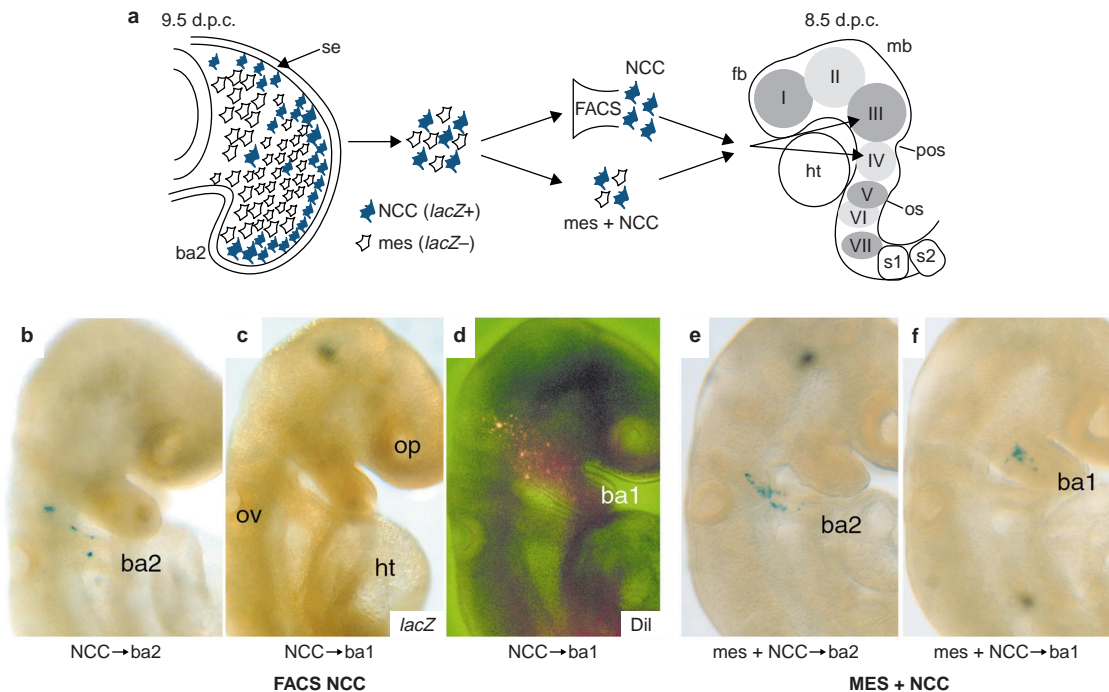 a
9.5 d.p.c.
8.5 d.p.c.
se
mb
NCC
fb
II
I
FACS
III
pos
IV
ht
V
os
NCC (lacZ+)
VI
mes (lacZ–)
mes + NCC
ba2
VII
s1
s2
b
c
d
e
f
op
ba1
ba1
ov
ba2
ba2
ht
lacZ
DiI
NCC→ba2
NCC→ba1
NCC→ba1
mes + NCC→ba2
mes + NCC→ba1
FACS NCC
MES + NCC